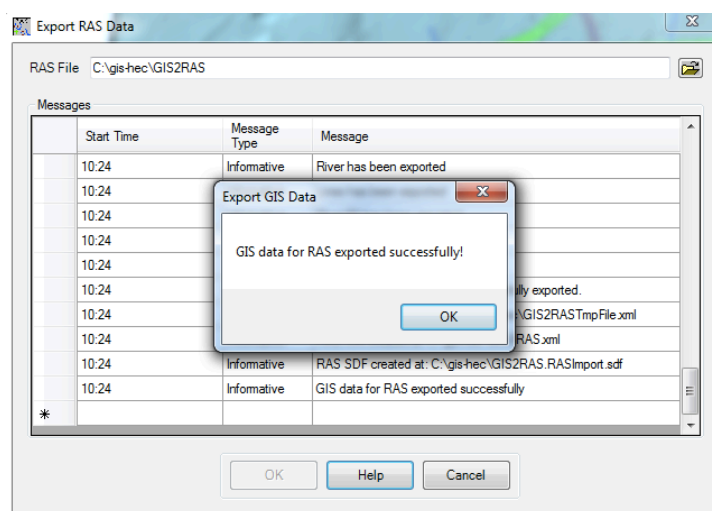 Export RAS Data
RAS File C:\gis-hec\GIS2RAS
Messages
Start Time Message Type Message
10:24 Informative River has been exported
10:24
10:24
10:24
10:24
10:24 lly exported.
10:24 \GIS2RASTmpFile.xml
10:24 RAS.xml
10:24 Informative RAS SDF created at: C:\gis-hec\GIS2RAS.RASImport.sdf
10:24 Informative GIS data for RAS exported successfully
*
Export GIS Data
GIS data for RAS exported successfully!
OK
OK Help Cancel